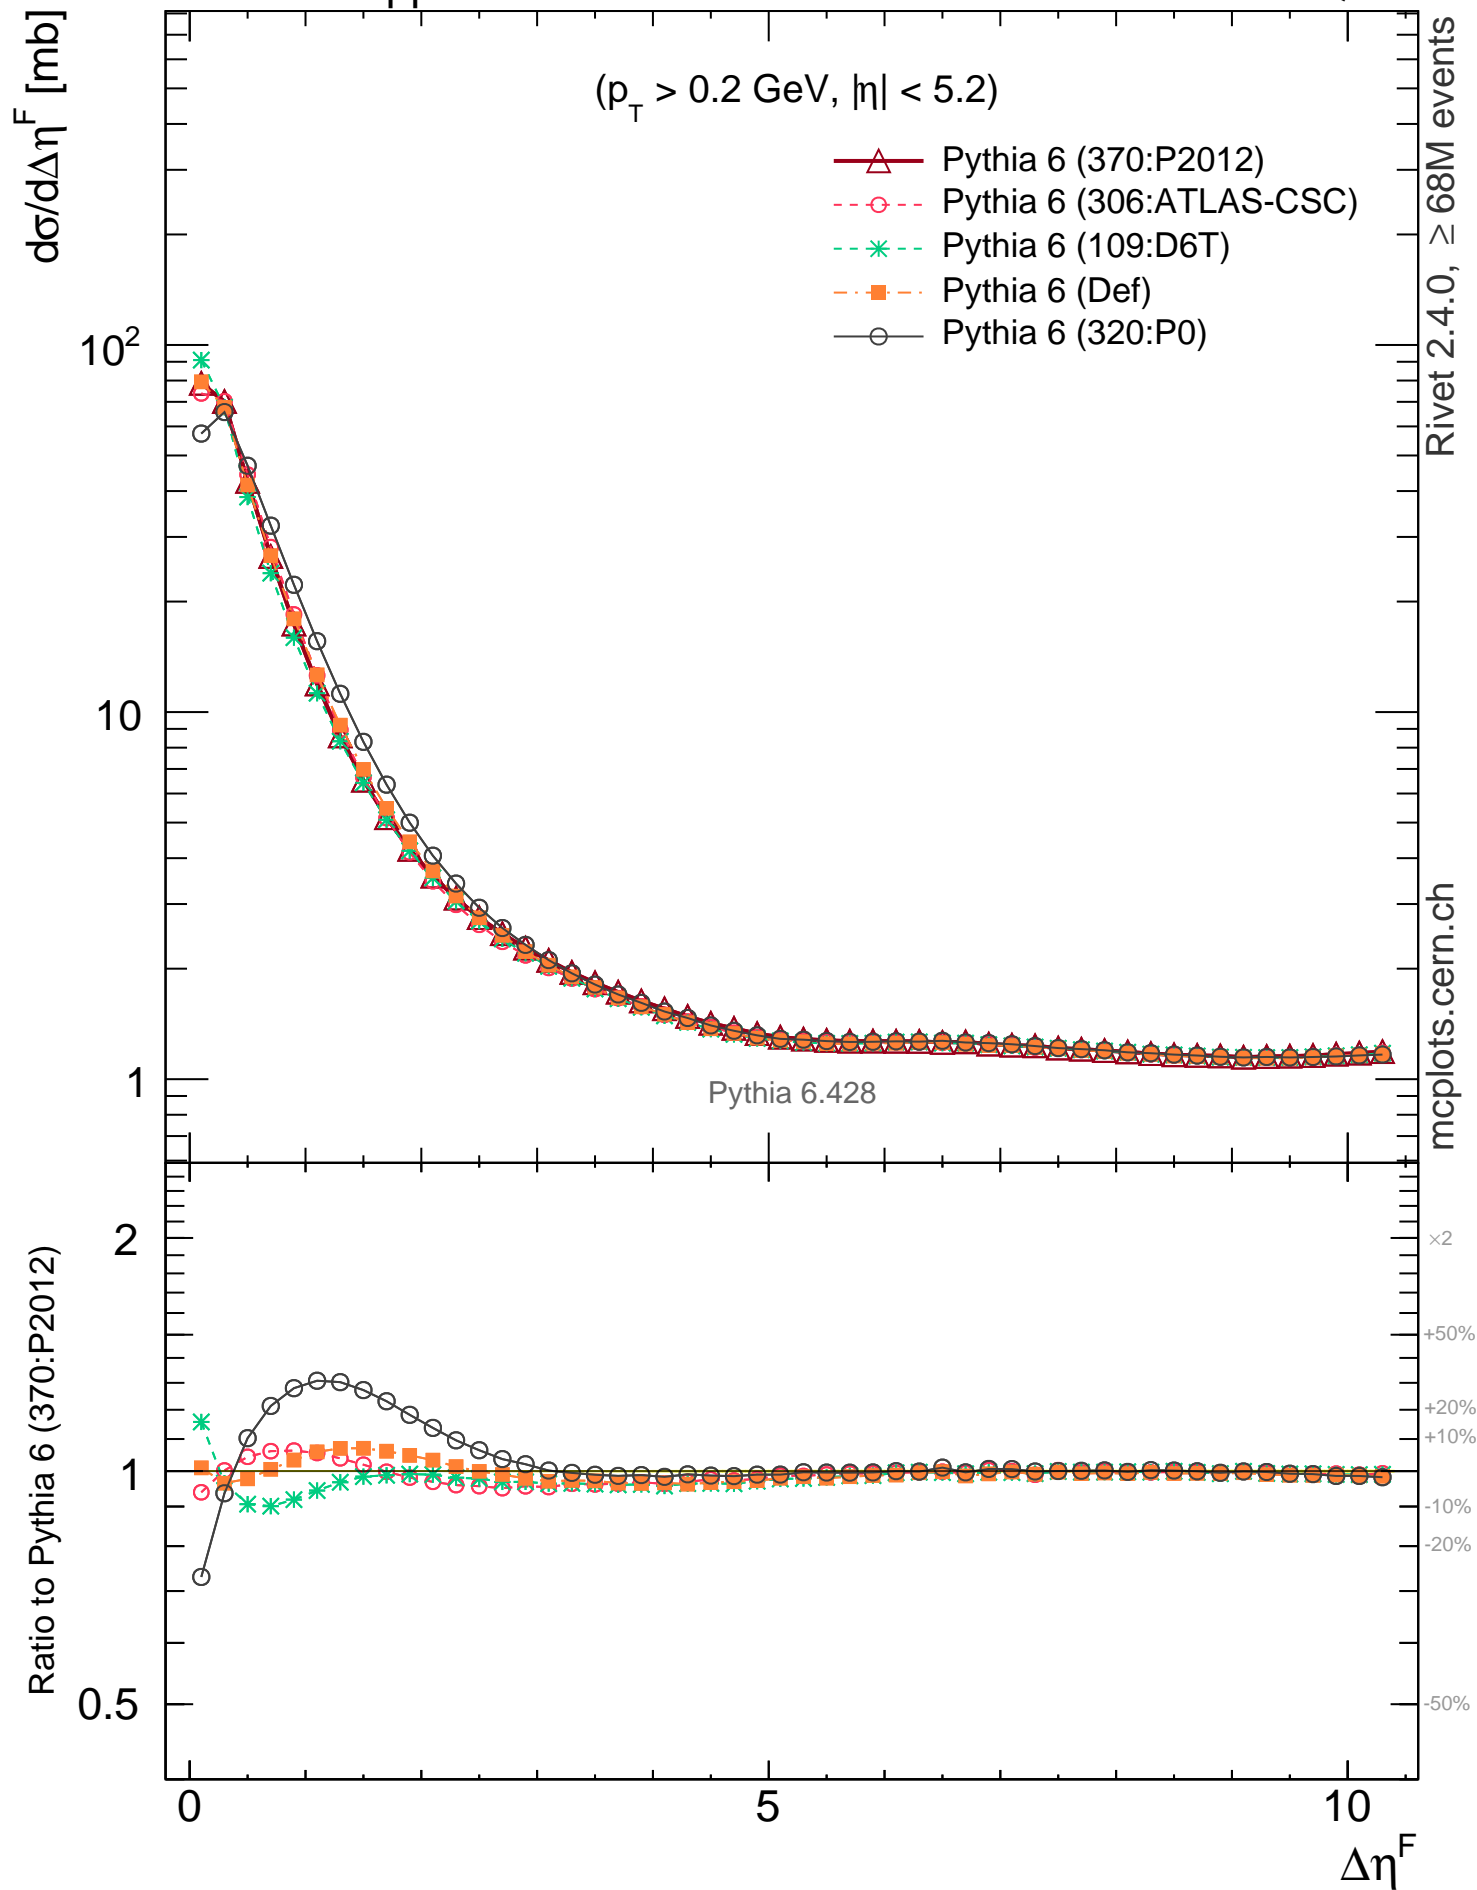 dσ/dΔη^F [mb]
(p_T > 0.2 GeV, |η| < 5.2)
Pythia 6 (370:P2012)
Pythia 6 (306:ATLAS-CSC)
Pythia 6 (109:D6T)
Pythia 6 (Def)
Pythia 6 (320:P0)
10²
10
1
Pythia 6.428
Rivet 2.4.0, ≥ 68M events
mcplots.cern.ch
Ratio to Pythia 6 (370:P2012)
2
1
0.5
×2
+50%
+20%
+10%
-10%
-20%
-50%
0
5
10
Δη^F